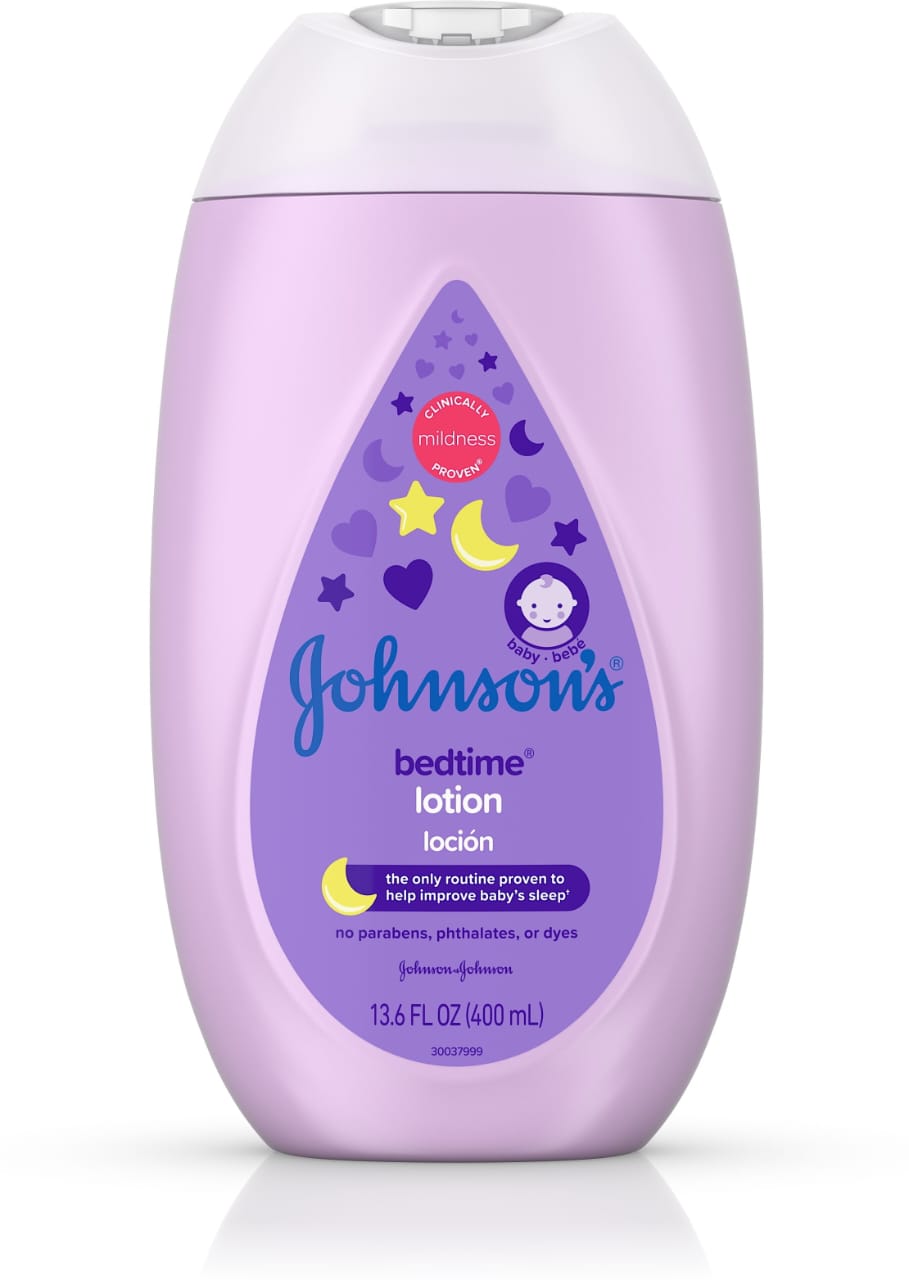 CLINICALLY
mildness
PROVEN®
baby • bebé
Johnson's®
bedtime®
lotion
loción
the only routine proven to
help improve baby's sleep†
no parabens, phthalates, or dyes
Johnson & Johnson
13.6 FL OZ (400 mL)
30037999